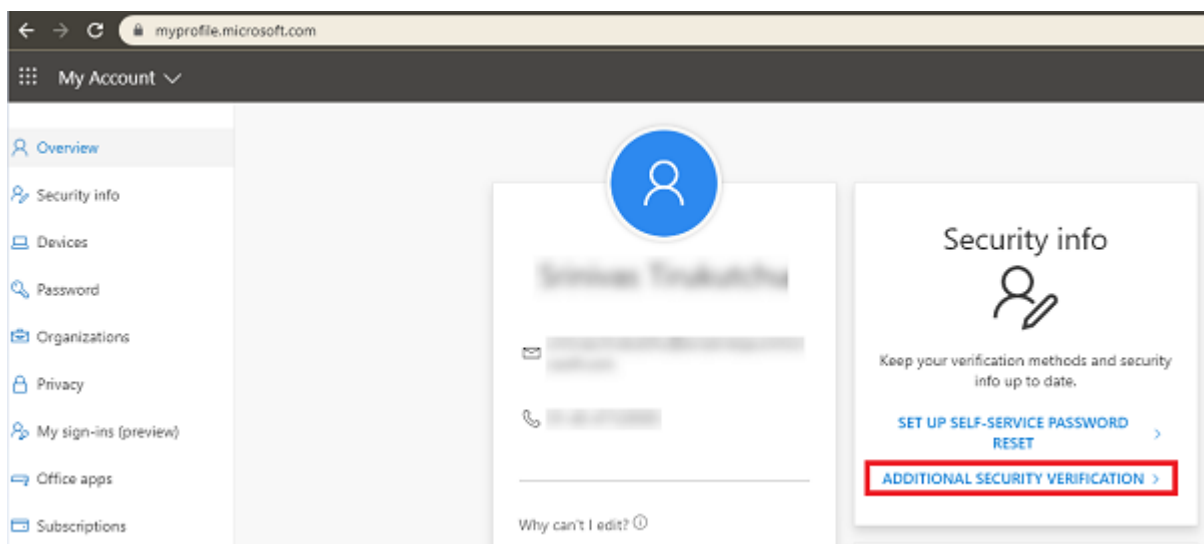 myprofile.microsoft.com
My Account
Overview
Security info
Devices
Password
Organizations
Privacy
My sign-ins (preview)
Office apps
Subscriptions
Why can't I edit?
Security info
Keep your verification methods and security
info up to date.
SET UP SELF-SERVICE PASSWORD
RESET
ADDITIONAL SECURITY VERIFICATION